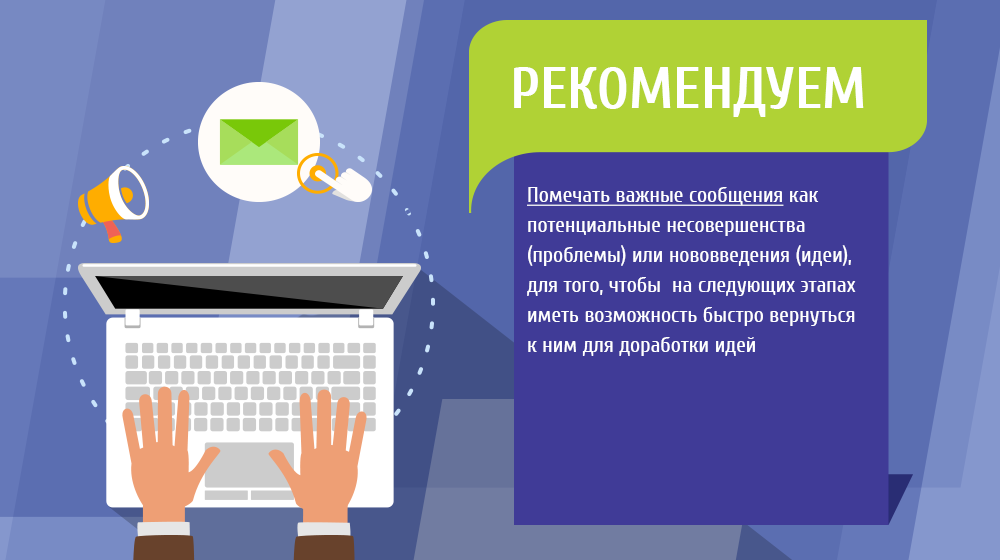 РЕКОМЕНДУЕМ
Помечать важные сообщения как
потенциальные несовершенства
(проблемы) или нововведения (идеи),
для того, чтобы  на следующих этапах
иметь возможность быстро вернуться
к ним для доработки идей